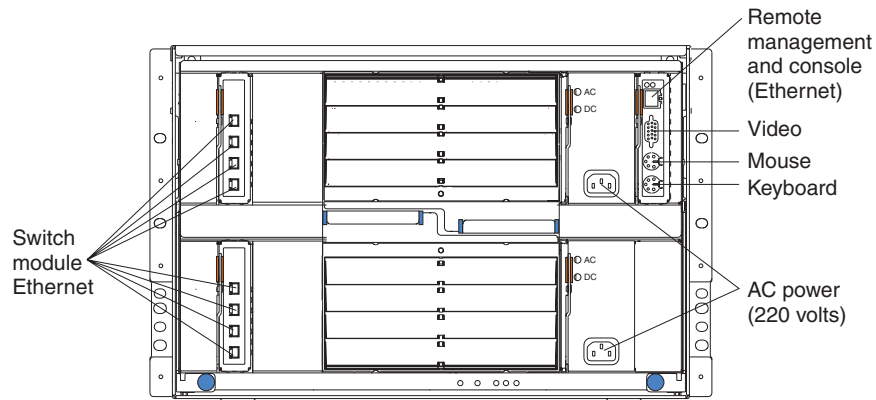 Remote
management
and console
(Ethernet)
AC
DC
Video
Mouse
Keyboard
Switch
module
Ethernet
AC
DC
AC power
(220 volts)